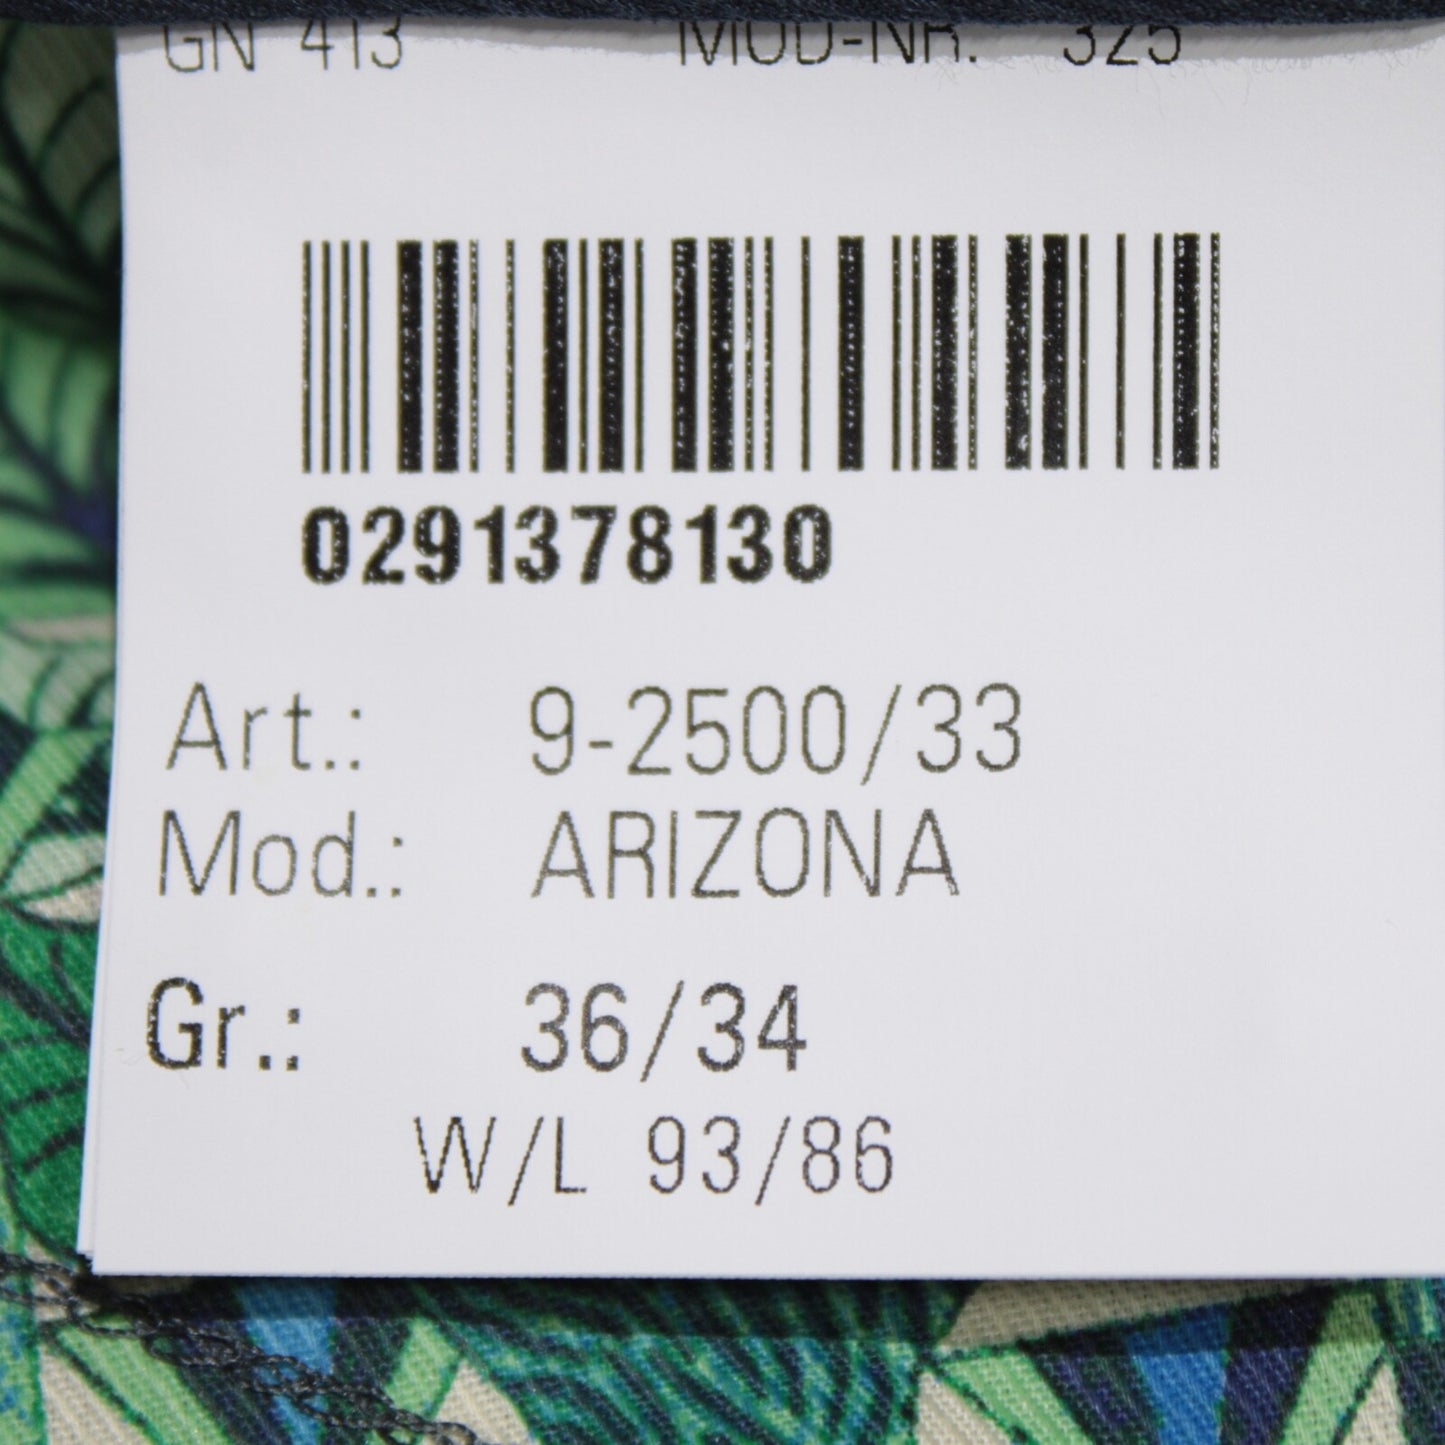 GN 413 MOD-NR. 325
0291378130
Art.: 9-2500/33
Mod.: ARIZONA
Gr.: 36/34
W/L 93/86